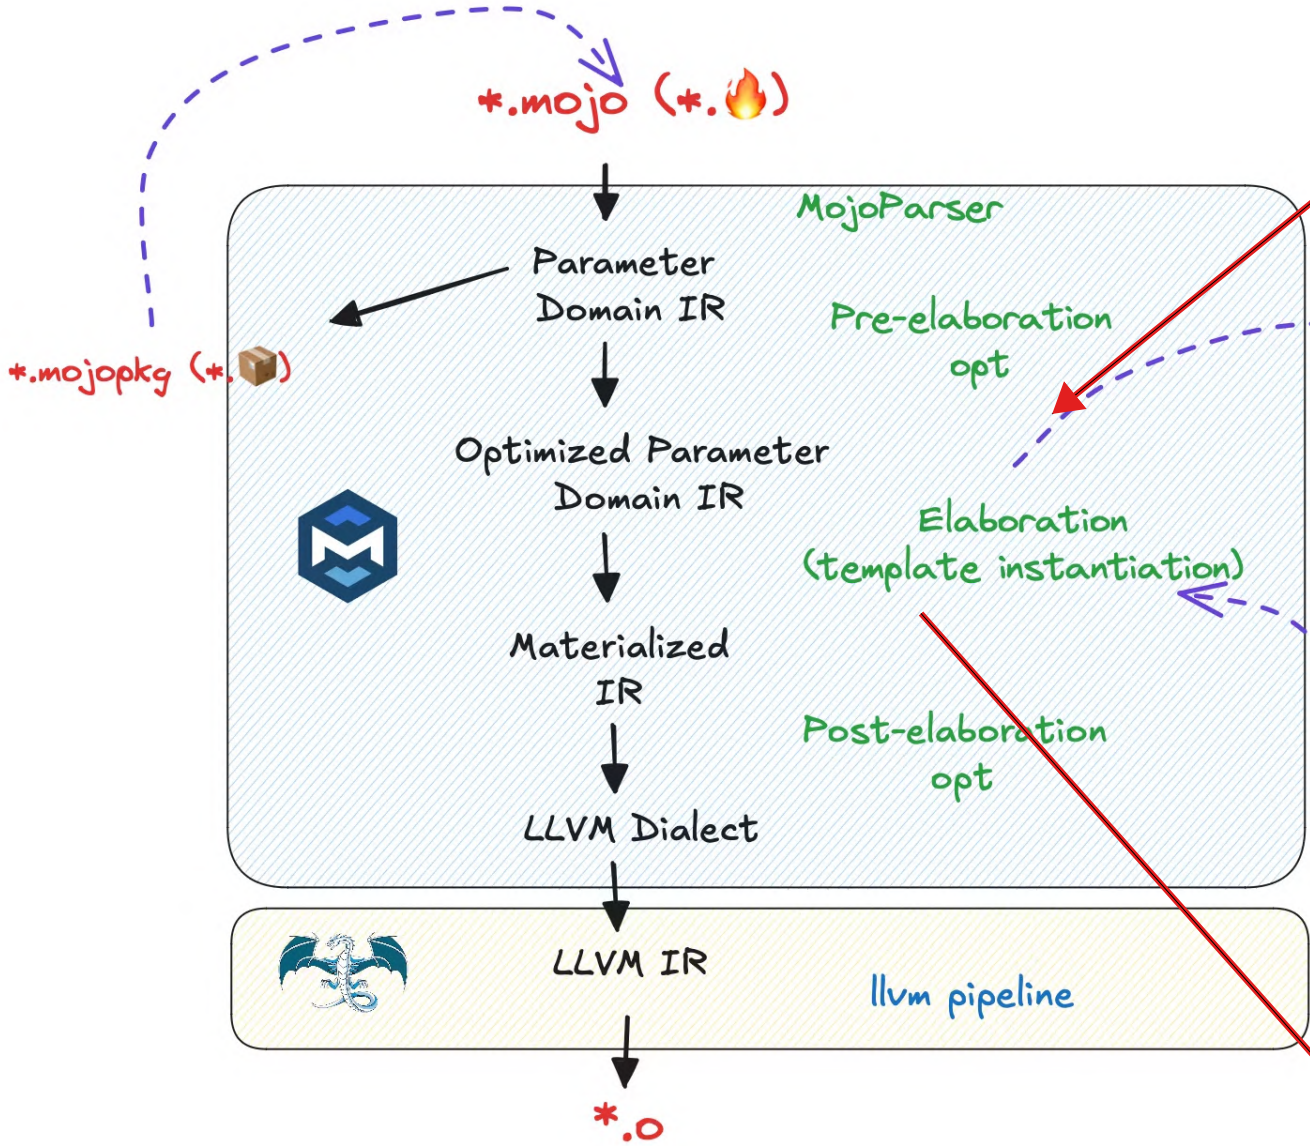 *.mojo (*.🔥)
MojoParser
Parameter
Domain IR
Pre-elaboration
opt
*.mojopkg (*.📦)
Optimized Parameter
Domain IR
Elaboration
(template instantiation)
Materialized
IR
Post-elaboration
opt
LLVM Dialect
LLVM IR
llvm pipeline
*.o